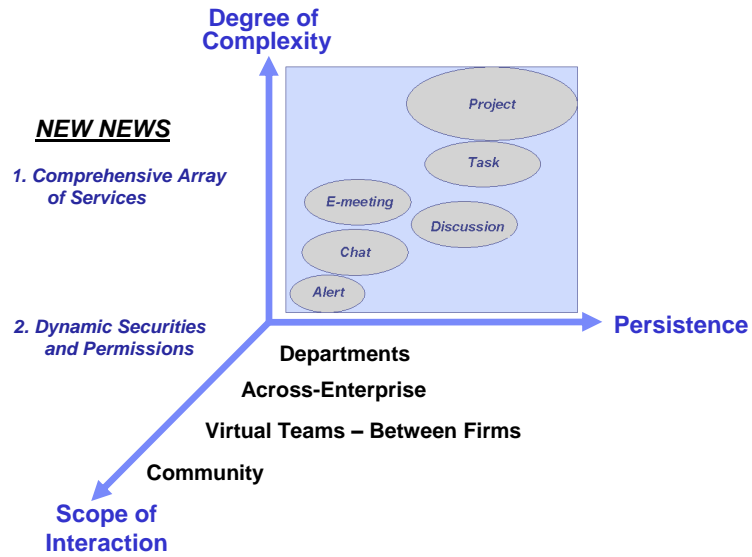 Degree of
Complexity
NEW NEWS
1. Comprehensive Array
of Services
2. Dynamic Securities
and Permissions
Project
Task
E-meeting
Discussion
Chat
Alert
Persistence
Departments
Across-Enterprise
Virtual Teams – Between Firms
Community
Scope of
Interaction